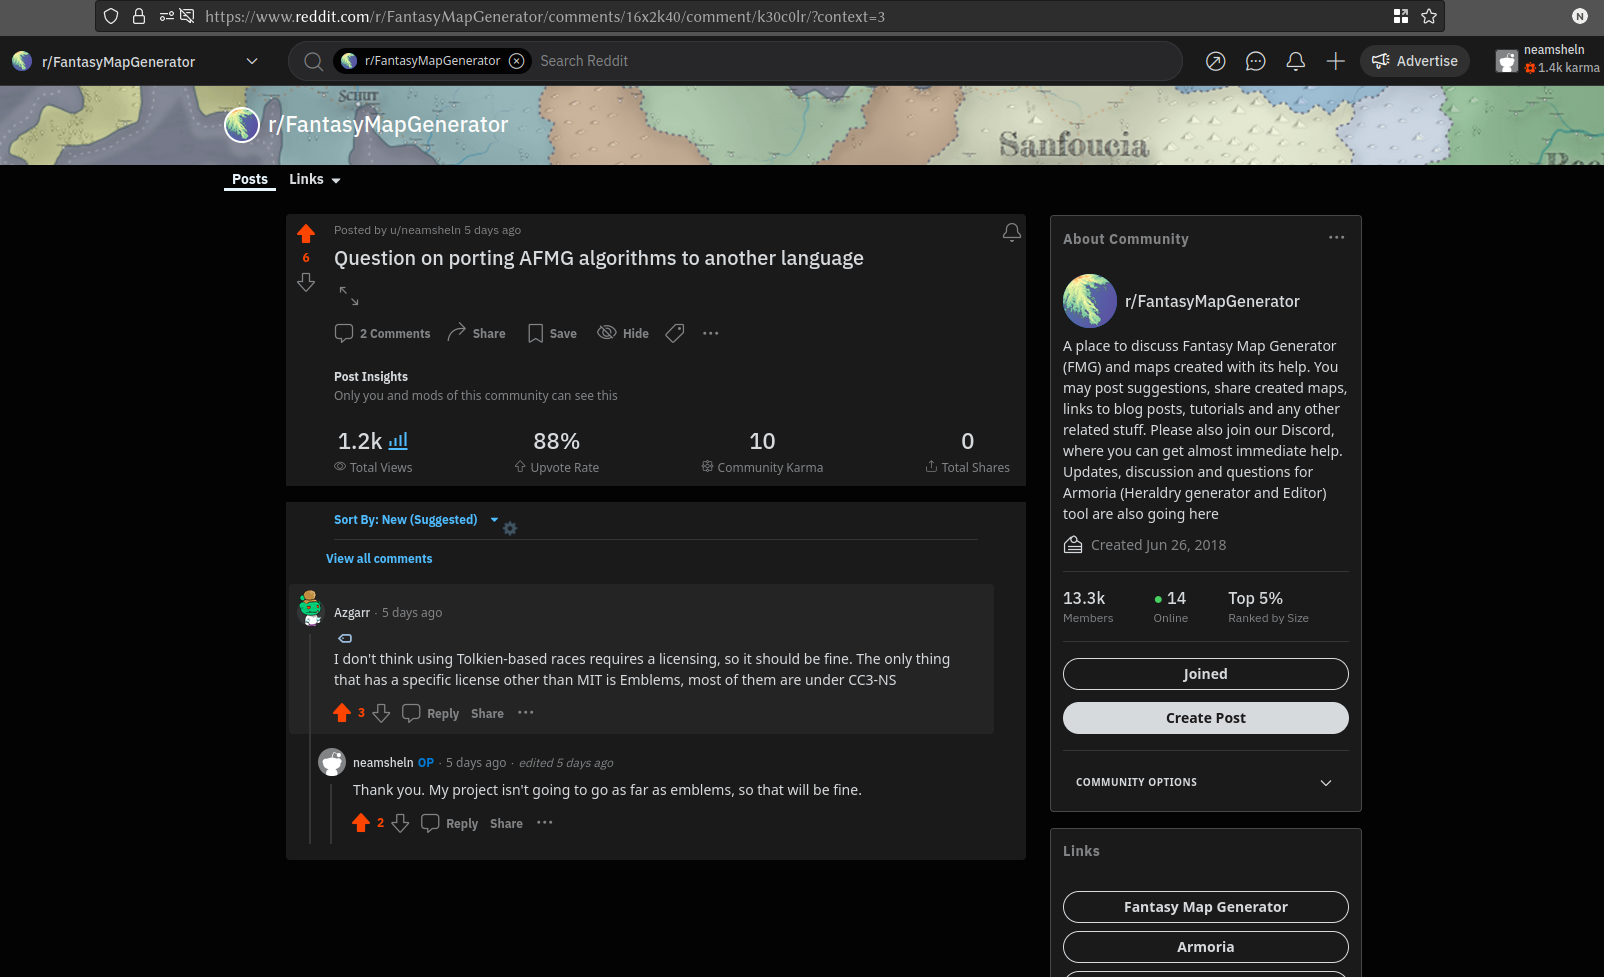 https://www.reddit.com/r/FantasyMapGenerator/comments/16x2k40/comment/k30c0lr/?context=3
N
r/FantasyMapGenerator
r/FantasyMapGenerator
Search Reddit
Advertise
neamsheln
1.4k karma
SCHUT
r/FantasyMapGenerator
Sanfoucia
Posts
Links
Posted by u/neamsheln 5 days ago
6
Question on porting AFMG algorithms to another language
2 Comments
Share
Save
Hide
Post Insights
Only you and mods of this community can see this
1.2k
88%
10
0
Total Views
Upvote Rate
Community Karma
Total Shares
Sort By: New (Suggested)
View all comments
Azgarr · 5 days ago
I don't think using Tolkien-based races requires a licensing, so it should be fine. The only thing
that has a specific license other than MIT is Emblems, most of them are under CC3-NS
3
Reply
Share
neamsheln OP · 5 days ago · edited 5 days ago
Thank you. My project isn't going to go as far as emblems, so that will be fine.
2
Reply
Share
About Community
r/FantasyMapGenerator
A place to discuss Fantasy Map Generator
(FMG) and maps created with its help. You
may post suggestions, share created maps,
links to blog posts, tutorials and any other
related stuff. Please also join our Discord,
where you can get almost immediate help.
Updates, discussion and questions for
Armoria (Heraldry generator and Editor)
tool are also going here
Created Jun 26, 2018
13.3k
14
Top 5%
Members
Online
Ranked by Size
Joined
Create Post
COMMUNITY OPTIONS
Links
Fantasy Map Generator
Armoria